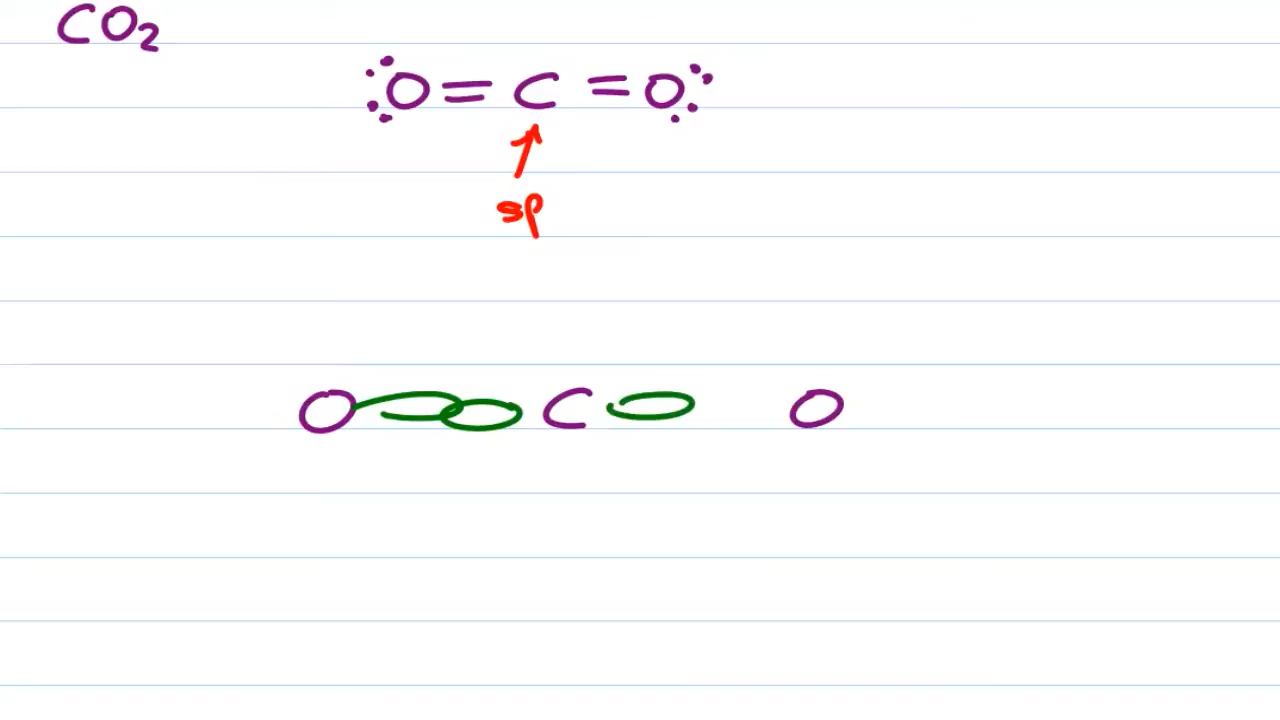 CO₂
:O=C=O:
sp
O C O